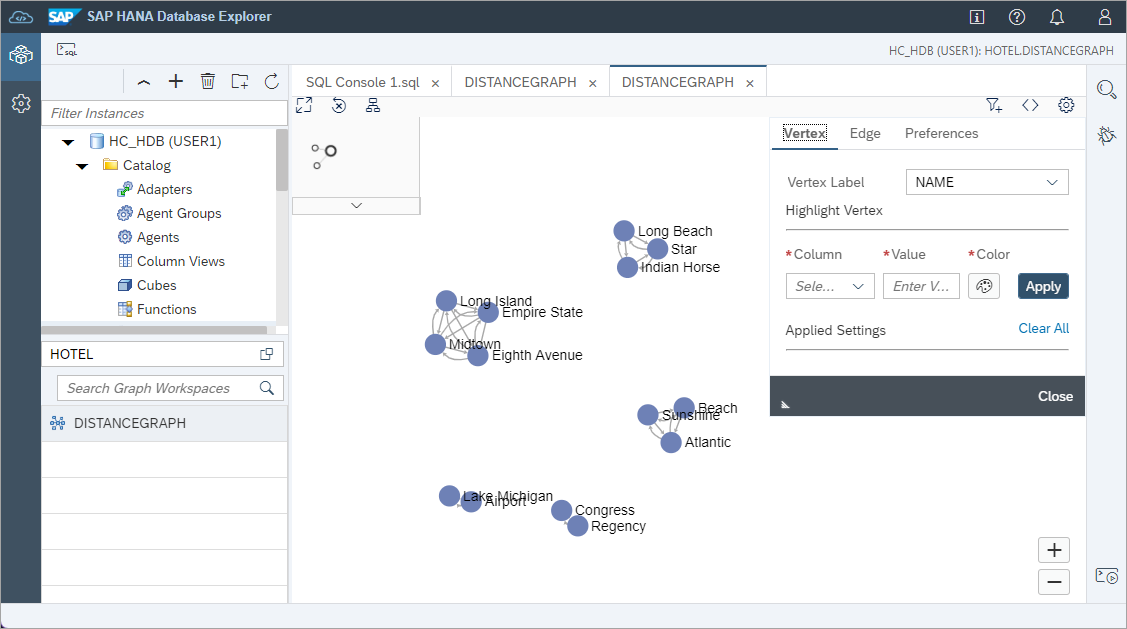 SAP SAP HANA Database Explorer
SQL
HC_HDB (USER1): HOTEL.DISTANCEGRAPH
SQL Console 1.sql × DISTANCEGRAPH × DISTANCEGRAPH ×
Filter Instances
HC_HDB (USER1)
Catalog
Adapters
Agent Groups
Agents
Column Views
Cubes
Functions
HOTEL
Search Graph Workspaces
DISTANCEGRAPH
Long Beach
Star
Indian Horse
Long Island
Empire State
Midtown
Eighth Avenue
Beach
Sunshine
Atlantic
Lake Michigan
Airport
Congress
Regency
Vertex Edge Preferences
Vertex Label NAME
Highlight Vertex
*Column *Value *Color
Sele... Enter V... Apply
Applied Settings Clear All
Close